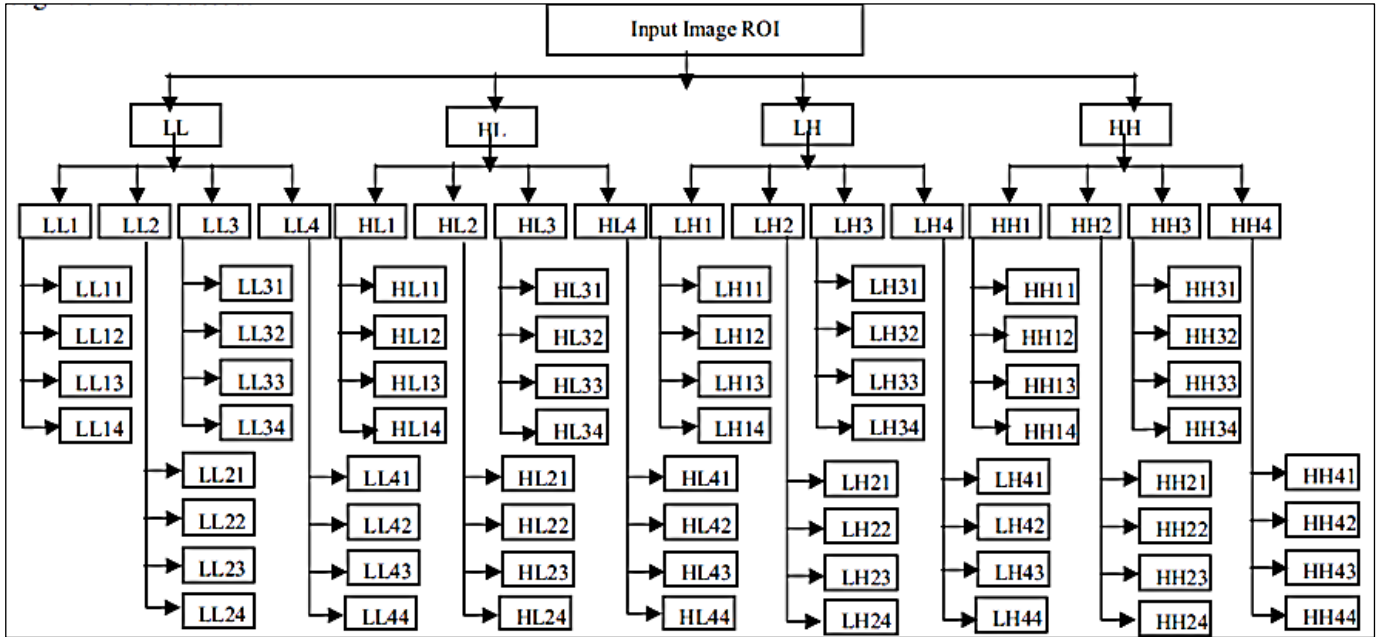 Input Image ROI
LL HL LH HH
LL1 LL2 LL3 LL4 HL1 HL2 HL3 HL4 LH1 LH2 LH3 LH4 HH1 HH2 HH3 HH4
LL11 LL31 HL11 HL31 LH11 LH31 HH11 HH31
LL12 LL32 HL12 HL32 LH12 LH32 HH12 HH32
LL13 LL33 HL13 HL33 LH13 LH33 HH13 HH33
LL14 LL34 HL14 HL34 LH14 LH34 HH14 HH34
LL21 LL41 HL21 HL41 LH21 LH41 HH21 HH41
LL22 LL42 HL22 HL42 LH22 LH42 HH22 HH42
LL23 LL43 HL23 HL43 LH23 LH43 HH23 HH43
LL24 LL44 HL24 HL44 LH24 LH44 HH24 HH44